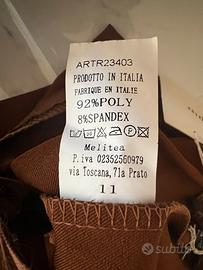 ARTR23403
PRODOTTO IN ITALIA
FABRIQUE EN ITALIE
92%POLY
8%SPANDEX
Melitea
P.iva 02352560979
via Toscana,71a Prato
11
subito